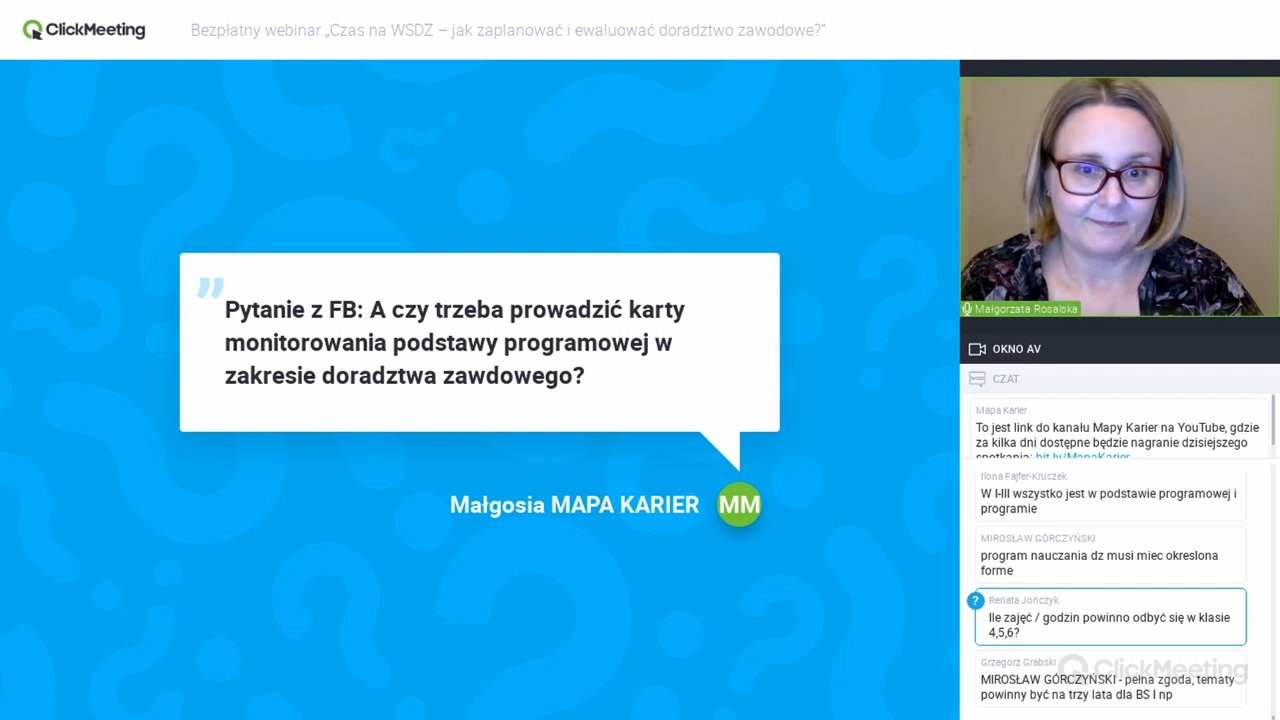 ClickMeeting
Bezpłatny webinar „Czas na WSDZ – jak zaplanować i ewaluować doradztwo zawodowe?”
Pytanie z FB: A czy trzeba prowadzić karty
monitorowania podstawy programowej w
zakresie doradztwa zawdowego?
Małgosia MAPA KARIER
MM
Małgorzata Rosalska
OKNO AV
CZAT
Mapa Karier
To jest link do kanału Mapy Karier na YouTube, gdzie
za kilka dni dostępne będzie nagranie dzisiejszego
spotkania: bit.ly/MapaKarier
Ilona Fajfer-Kruczek
W I-III wszystko jest w podstawie programowej i
programie
MIROSŁAW GÓRCZYŃSKI
program nauczania dz musi miec okreslona
forme
?
Renata Jończyk
Ile zajęć / godzin powinno odbyć się w klasie
4,5,6?
Grzegorz Grabski
ClickMeeting
MIROSŁAW GÓRCZYŃSKI - pełna zgoda, tematy
powinny być na trzy lata dla BS I np